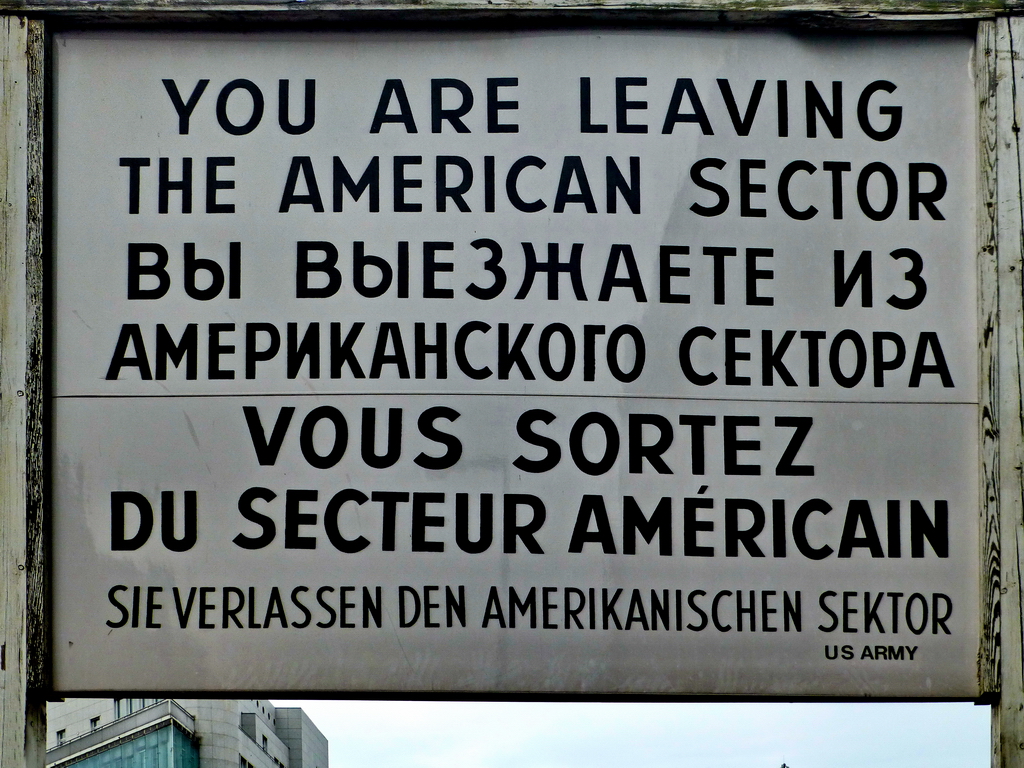 YOU ARE LEAVING
THE AMERICAN SECTOR
ВЫ ВЫЕЗЖАЕТЕ ИЗ
АМЕРИКАНСКОГО СЕКТОРА
VOUS SORTEZ
DU SECTEUR AMÉRICAIN
SIE VERLASSEN DEN AMERIKANISCHEN SEKTOR
US ARMY